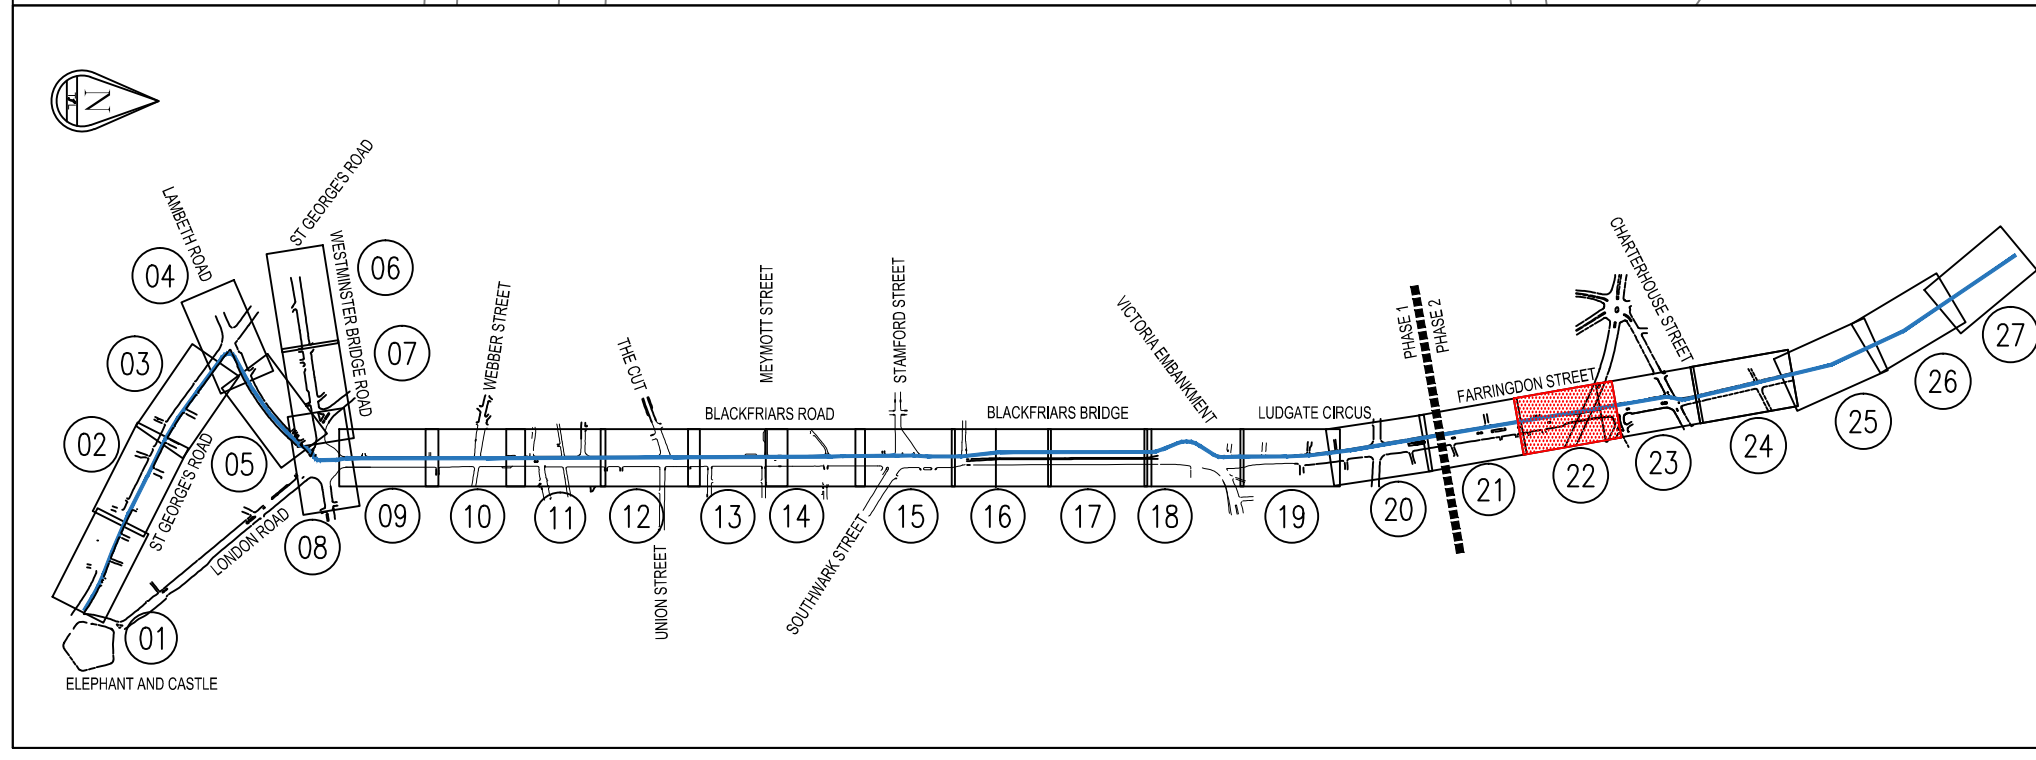 N
LAMBETH ROAD
ST GEORGE'S ROAD
WESTMINSTER BRIDGE ROAD
04
06
03
07
02
ST GEORGE'S ROAD
05
LONDON ROAD
08
01
ELEPHANT AND CASTLE
WEBBER STREET
THE CUT
MEYMOTT STREET
STAMFORD STREET
BLACKFRIARS ROAD
BLACKFRIARS BRIDGE
VICTORIA EMBANKMENT
LUDGATE CIRCUS
PHASE 1
PHASE 2
FARRINGDON STREET
CHARTERHOUSE STREET
09
10
11
12
13
14
15
16
17
18
19
20
21
22
23
24
25
26
27
UNION STREET
SOUTHWARK STREET